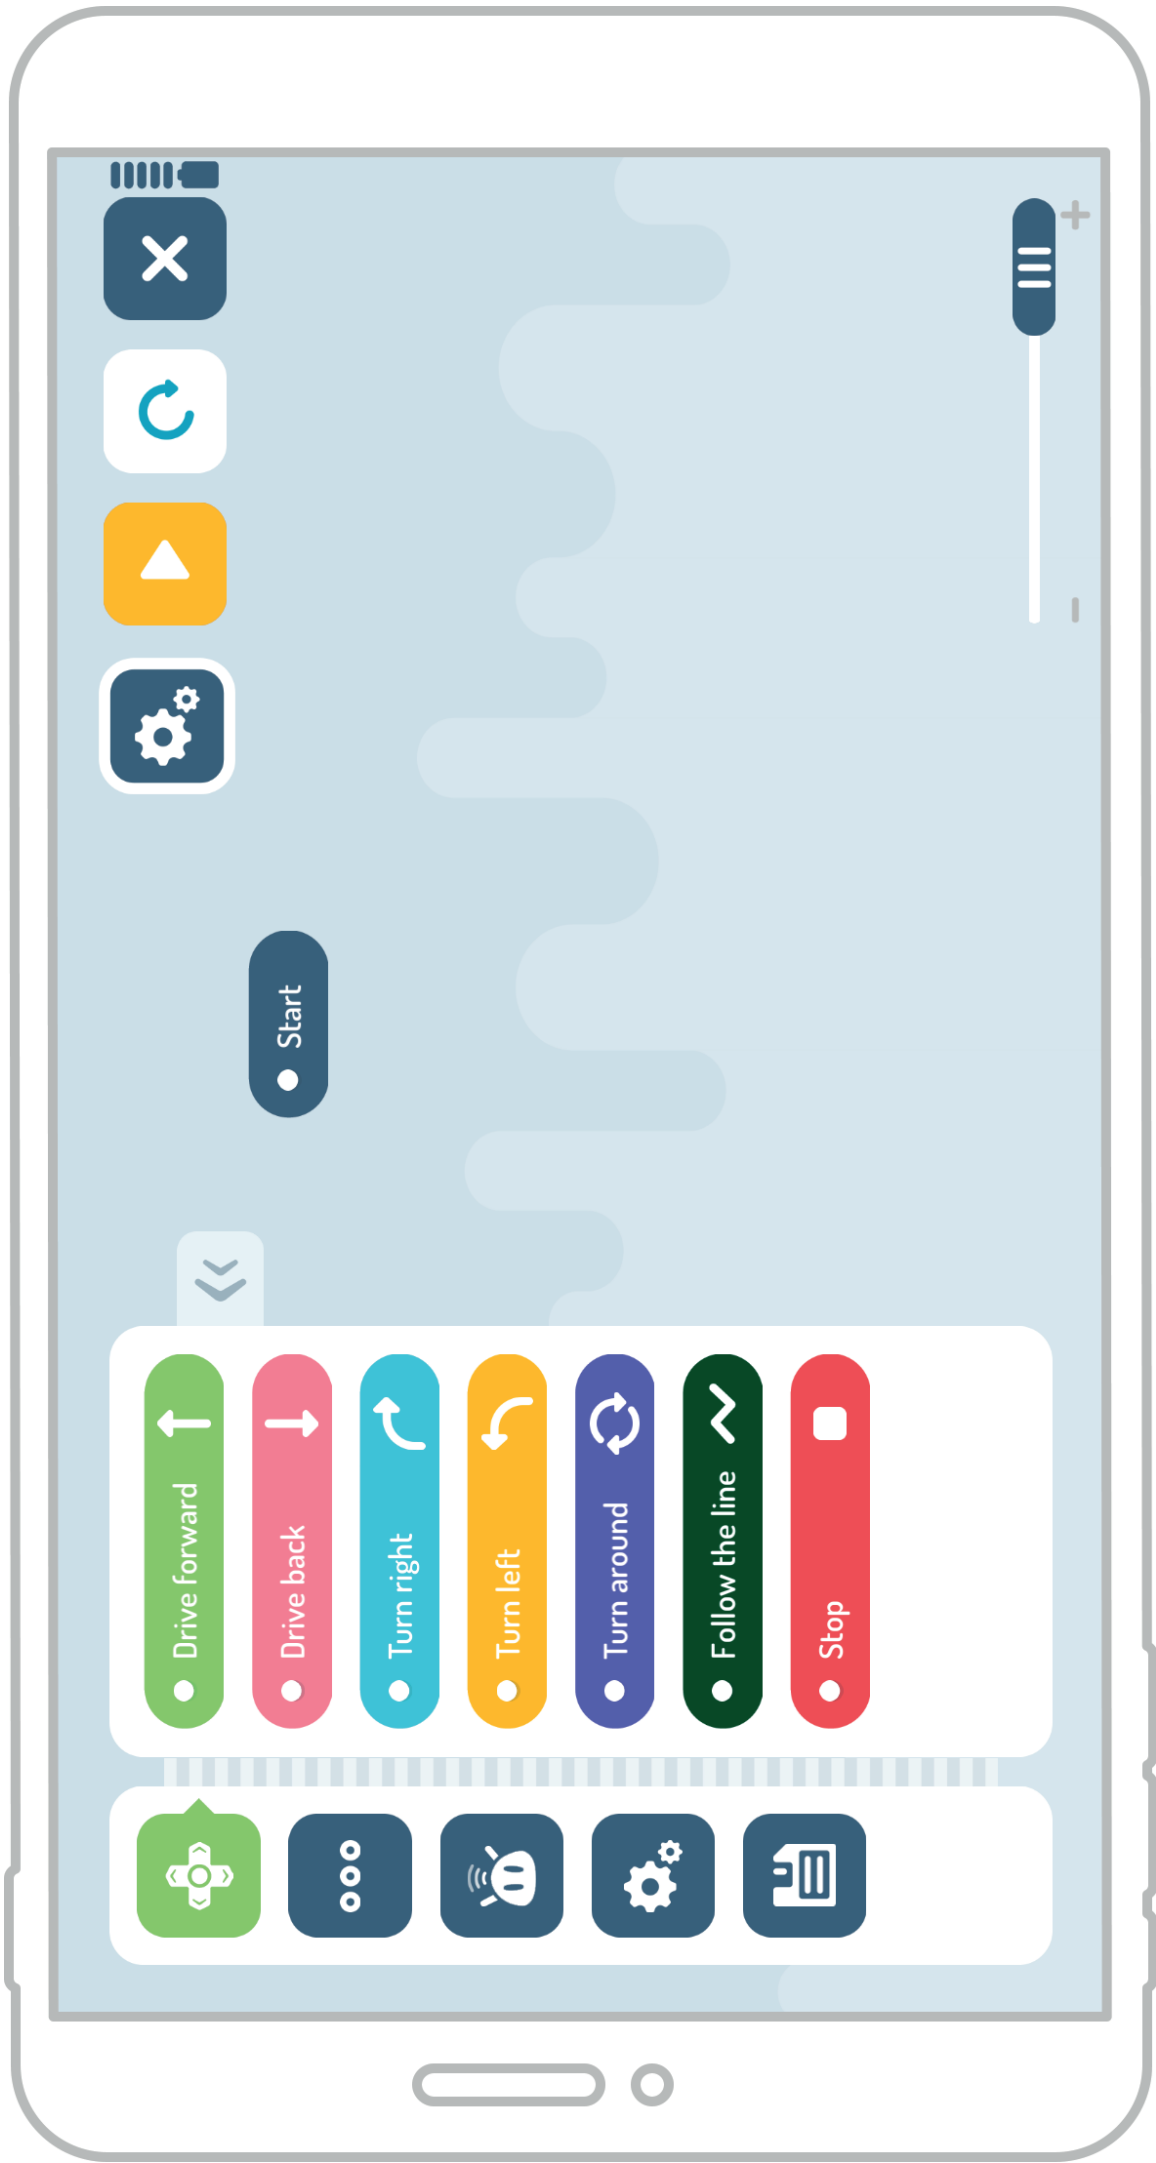 Start
Drive forward
Drive back
Turn right
Turn left
Turn around
Follow the line
Stop